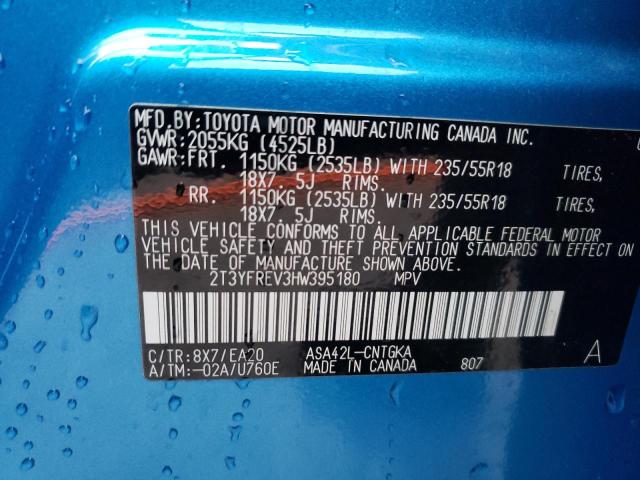 MFD.BY:TOYOTA MOTOR MANUFACTURING CANADA INC.
GVWR:2055KG (4525LB)
GAWR:FRT. 1150KG (2535LB) WITH 235/55R18 TIRES,
18X7. 5J RIMS.
RR. 1150KG (2535LB) WITH 235/55R18 TIRES,
18X7. 5J RIMS.
THIS VEHICLE CONFORMS TO ALL APPLICABLE FEDERAL MOTOR
VEHICLE SAFETY AND THEFT PREVENTION STANDARDS IN EFFECT
ON THE DATE OF MANUFACTURE SHOWN ABOVE.
2T3YFREV3HW395180 MPV
C/TR:8X7/EA20 ASA42L-CNTGKA A
A/TM:-02A/U760E MADE IN CANADA 807